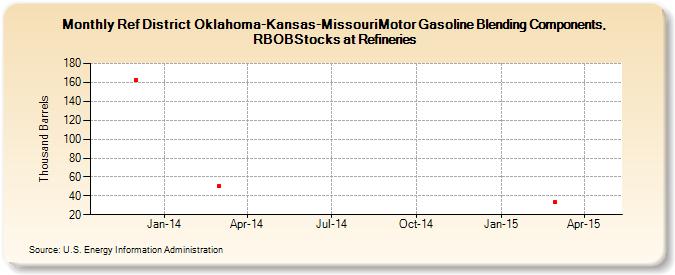 Monthly Ref District Oklahoma-Kansas-MissouriMotor Gasoline Blending Components,
RBOBStocks at Refineries
Thousand Barrels
180
160
140
120
100
80
60
40
20
Jan-14 Apr-14 Jul-14 Oct-14 Jan-15 Apr-15
Source: U.S. Energy Information Administration